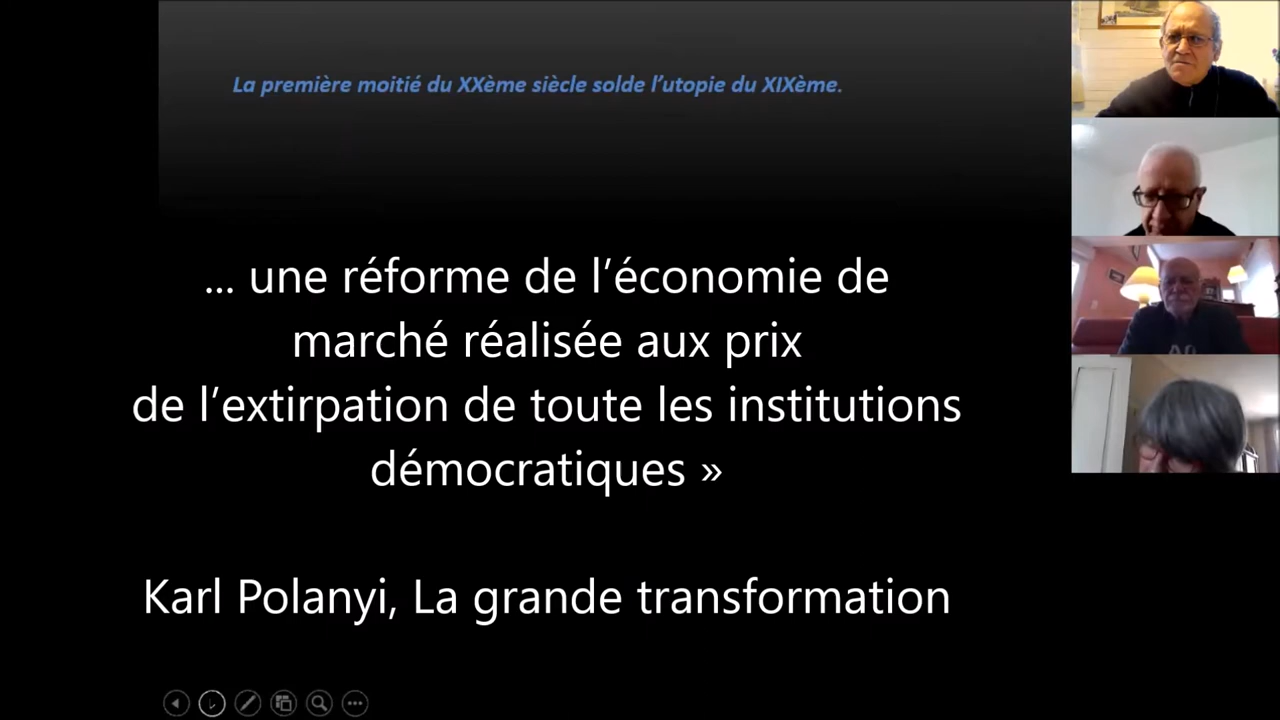 La première moitié du XXème siècle solde l’utopie du XIXème.
... une réforme de l’économie de
marché réalisée aux prix
de l’extirpation de toute les institutions
démocratiques »
Karl Polanyi, La grande transformation